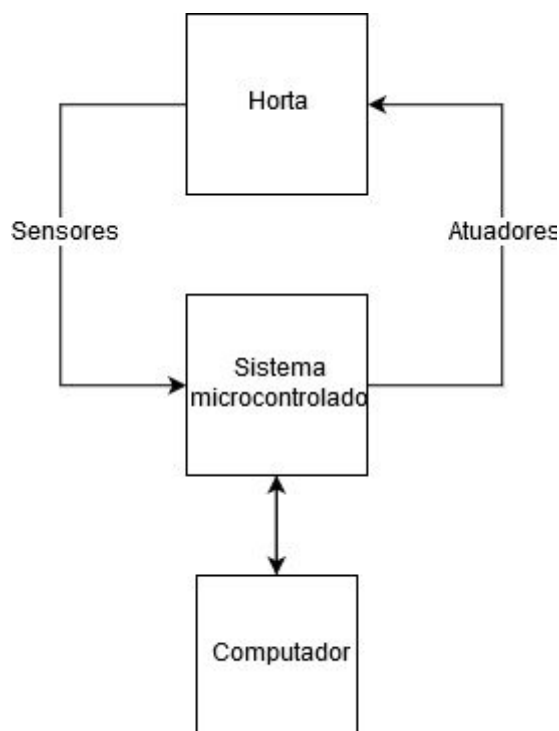 Horta
Sensores
Atuadores
Sistema
microcontrolado
Computador